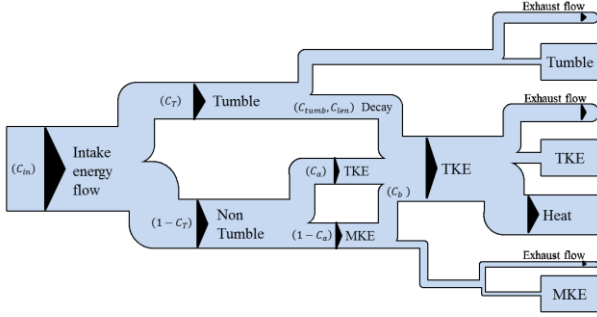 Exhaust flow
Tumble
(C_T) Tumble
(C_tumb, C_len) Decay
Exhaust flow
(C_in) Intake
energy
flow
(C_a) TKE
TKE
TKE
(C_b)
(1-C_T) Non
Tumble
(1-C_a) MKE
Heat
Exhaust flow
MKE